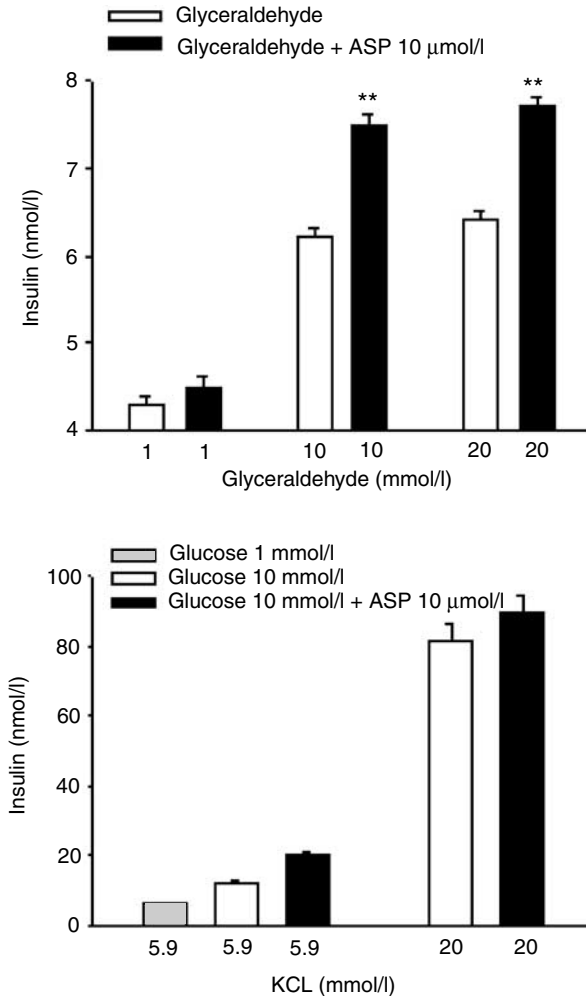 Glyceraldehyde
Glyceraldehyde + ASP 10 μmol/l
8
**
**
7
6
5
4
Insulin (nmol/l)
1 1 10 10 20 20
Glyceraldehyde (mmol/l)
Glucose 1 mmol/l
Glucose 10 mmol/l
Glucose 10 mmol/l + ASP 10 μmol/l
100
80
60
40
20
0
Insulin (nmol/l)
5.9 5.9 5.9 20 20
KCL (mmol/l)